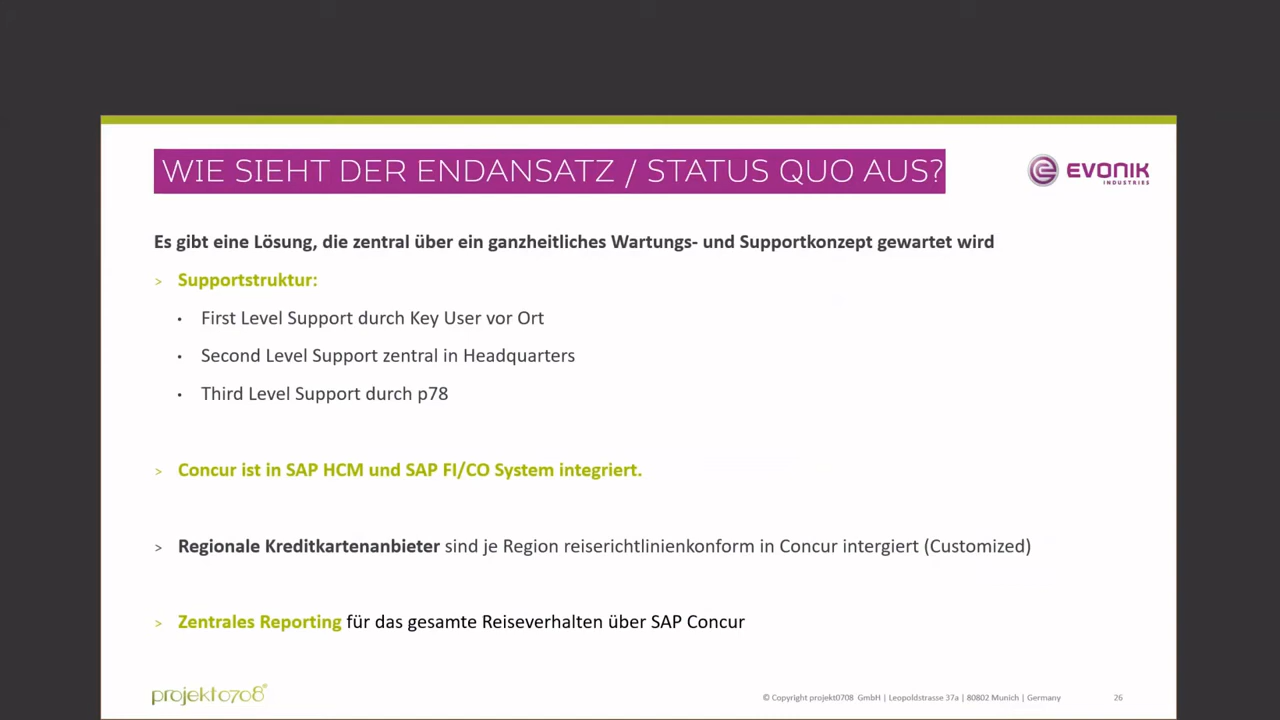 WIE SIEHT DER ENDANSATZ / STATUS QUO AUS?
EVONIK
INDUSTRIES
Es gibt eine Lösung, die zentral über ein ganzheitliches Wartungs- und Supportkonzept gewartet wird
> Supportstruktur:
• First Level Support durch Key User vor Ort
• Second Level Support zentral in Headquarters
• Third Level Support durch p78
> Concur ist in SAP HCM und SAP FI/CO System integriert.
> Regionale Kreditkartenanbieter sind je Region reiserichtlinienkonform in Concur intergiert (Customized)
> Zentrales Reporting für das gesamte Reiseverhalten über SAP Concur
projekt0708®
© Copyright projekt0708 GmbH | Leopoldstrasse 37a | 80802 Munich | Germany
26